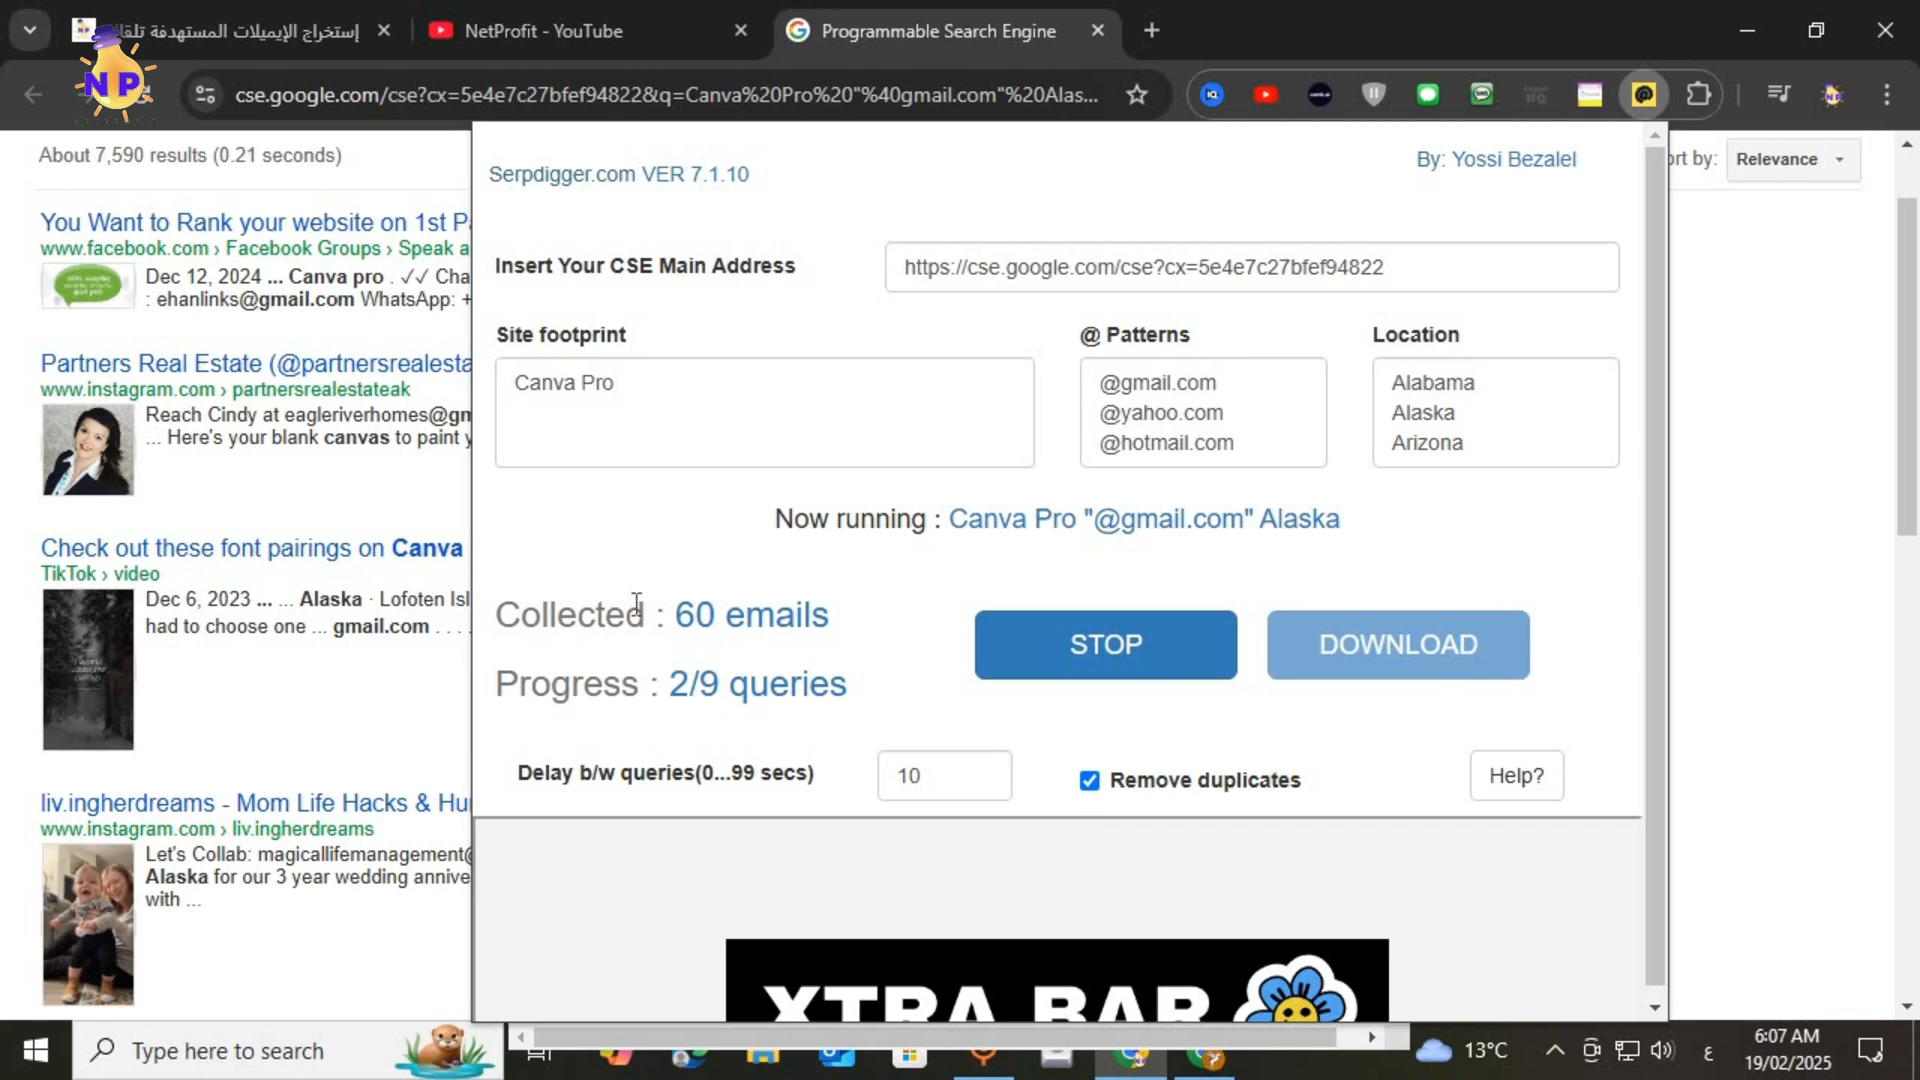 إستخراج الإيميلات المستهدفة تلقا
NetProfit - YouTube
Programmable Search Engine
NP
cse.google.com/cse?cx=5e4e7c27bfef94822&q=Canva%20Pro%20"%40gmail.com"%20Alas...
About 7,590 results (0.21 seconds)
ort by:
Relevance
You Want to Rank your website on 1st P
www.facebook.com › Facebook Groups › Speak a
Dec 12, 2024 ... Canva pro . ✓✓ Cha
: ehanlinks@gmail.com WhatsApp: +
Partners Real Estate (@partnersrealesta
www.instagram.com › partnersrealestateak
Reach Cindy at eagleriverhomes@gm
... Here's your blank canvas to paint y
Check out these font pairings on Canva
TikTok › video
Dec 6, 2023 ... ... Alaska · Lofoten Isl
had to choose one ... gmail.com . . . .
liv.ingherdreams - Mom Life Hacks & Hu
www.instagram.com › liv.ingherdreams
Let's Collab: magicallifemanagement@
Alaska for our 3 year wedding annive
with ...
Serpdigger.com VER 7.1.10
By: Yossi Bezalel
Insert Your CSE Main Address
https://cse.google.com/cse?cx=5e4e7c27bfef94822
Site footprint
@ Patterns
Location
Canva Pro
@gmail.com
@yahoo.com
@hotmail.com
Alabama
Alaska
Arizona
Now running : Canva Pro "@gmail.com" Alaska
Collected : 60 emails
Progress : 2/9 queries
STOP
DOWNLOAD
Delay b/w queries(0...99 secs)
10
Remove duplicates
Help?
XTRA BAR
Type here to search
13°C
ع
6:07 AM
19/02/2025